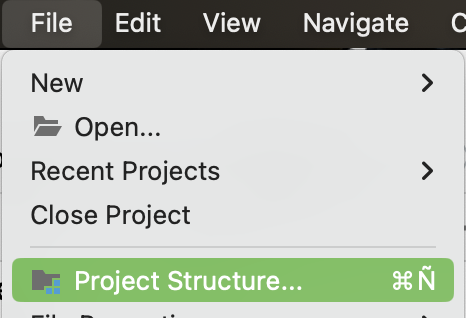 File Edit View Navigate
New
Open...
Recent Projects
Close Project
Project Structure... ⌘Ñ